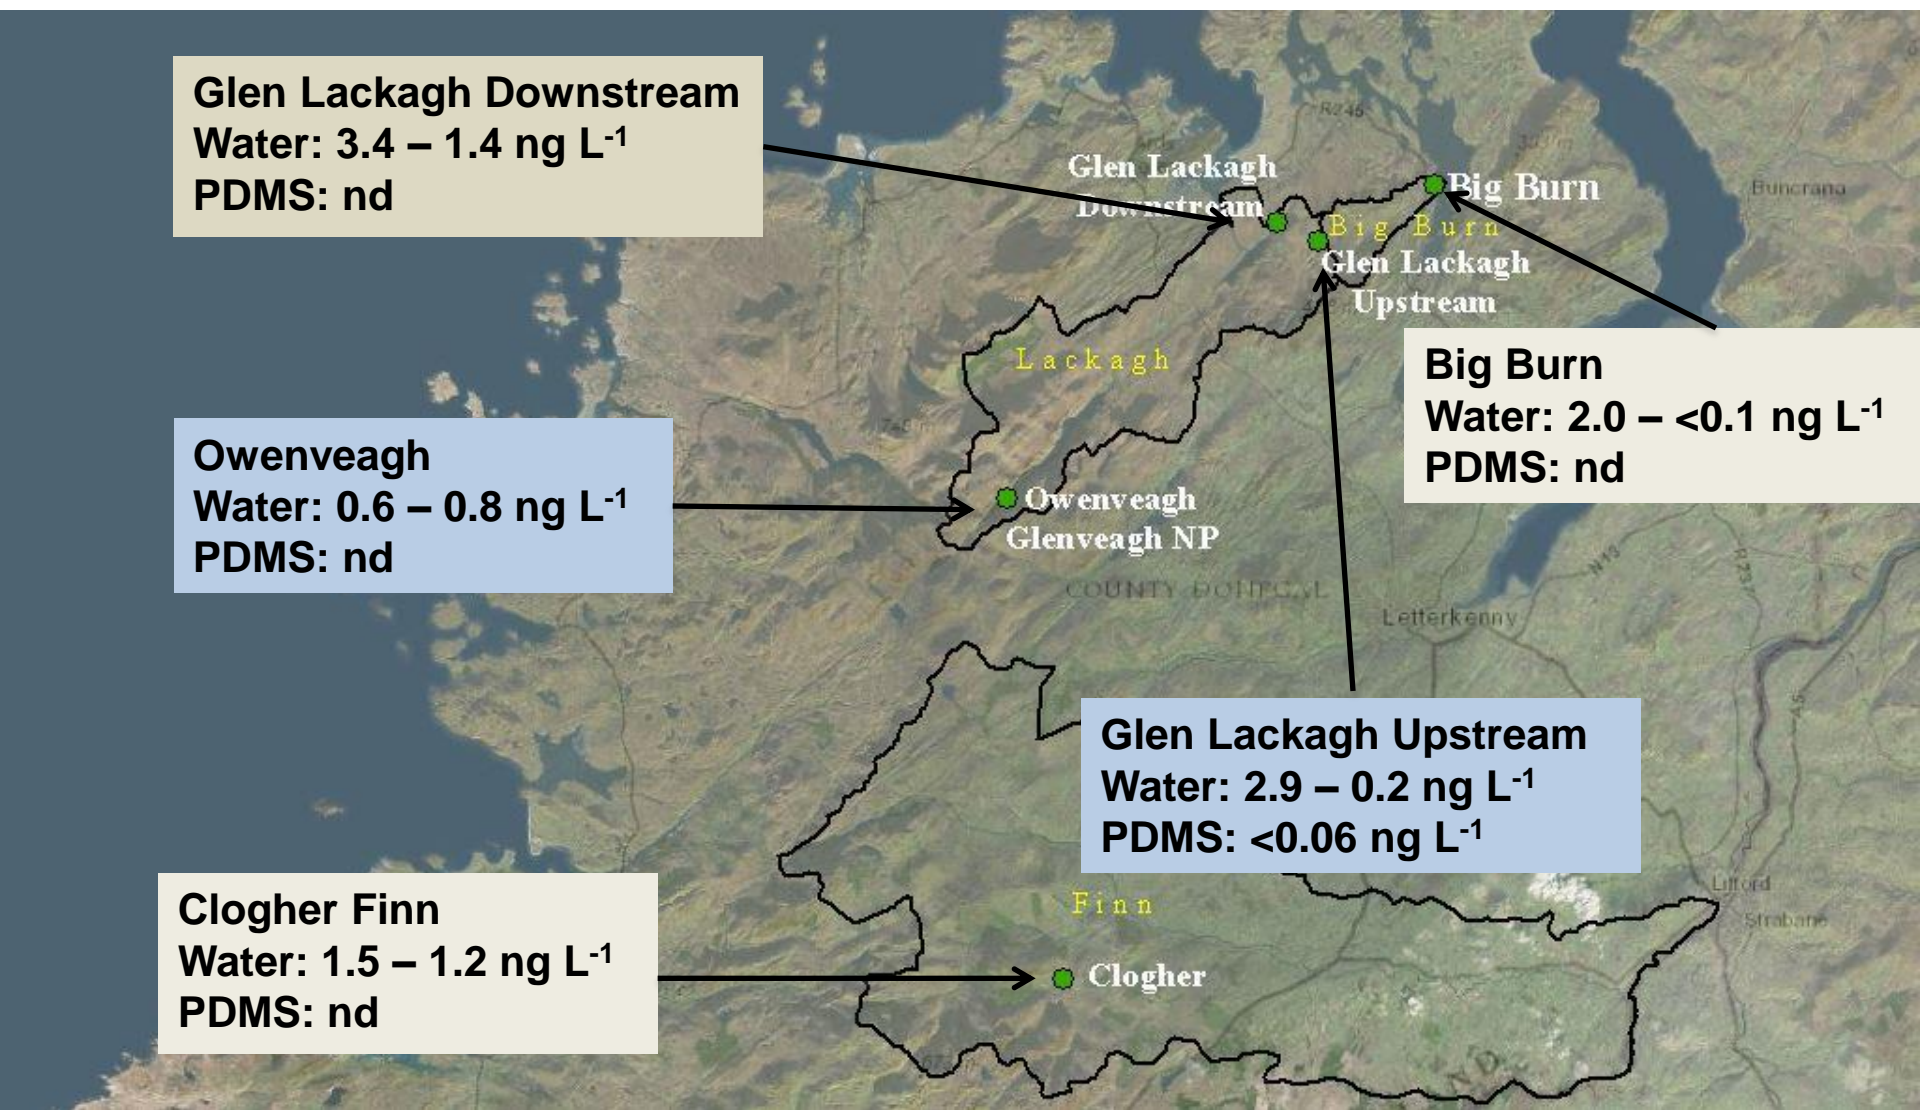 Glen Lackagh Downstream
Water: 3.4 – 1.4 ng L⁻¹
PDMS: nd
R245
Glen Lackagh
Downstream
Big Burn
Buncrana
Big Burn
Glen Lackagh
Upstream
Lackagh
Big Burn
Water: 2.0 – <0.1 ng L⁻¹
PDMS: nd
Owenveagh
Water: 0.6 – 0.8 ng L⁻¹
PDMS: nd
Owenveagh
Glenveagh NP
N13
COUNTY DONEGAL
Letterkenny
Glen Lackagh Upstream
Water: 2.9 – 0.2 ng L⁻¹
PDMS: <0.06 ng L⁻¹
Clogher Finn
Water: 1.5 – 1.2 ng L⁻¹
PDMS: nd
Finn
Lifford
Strabane
Clogher